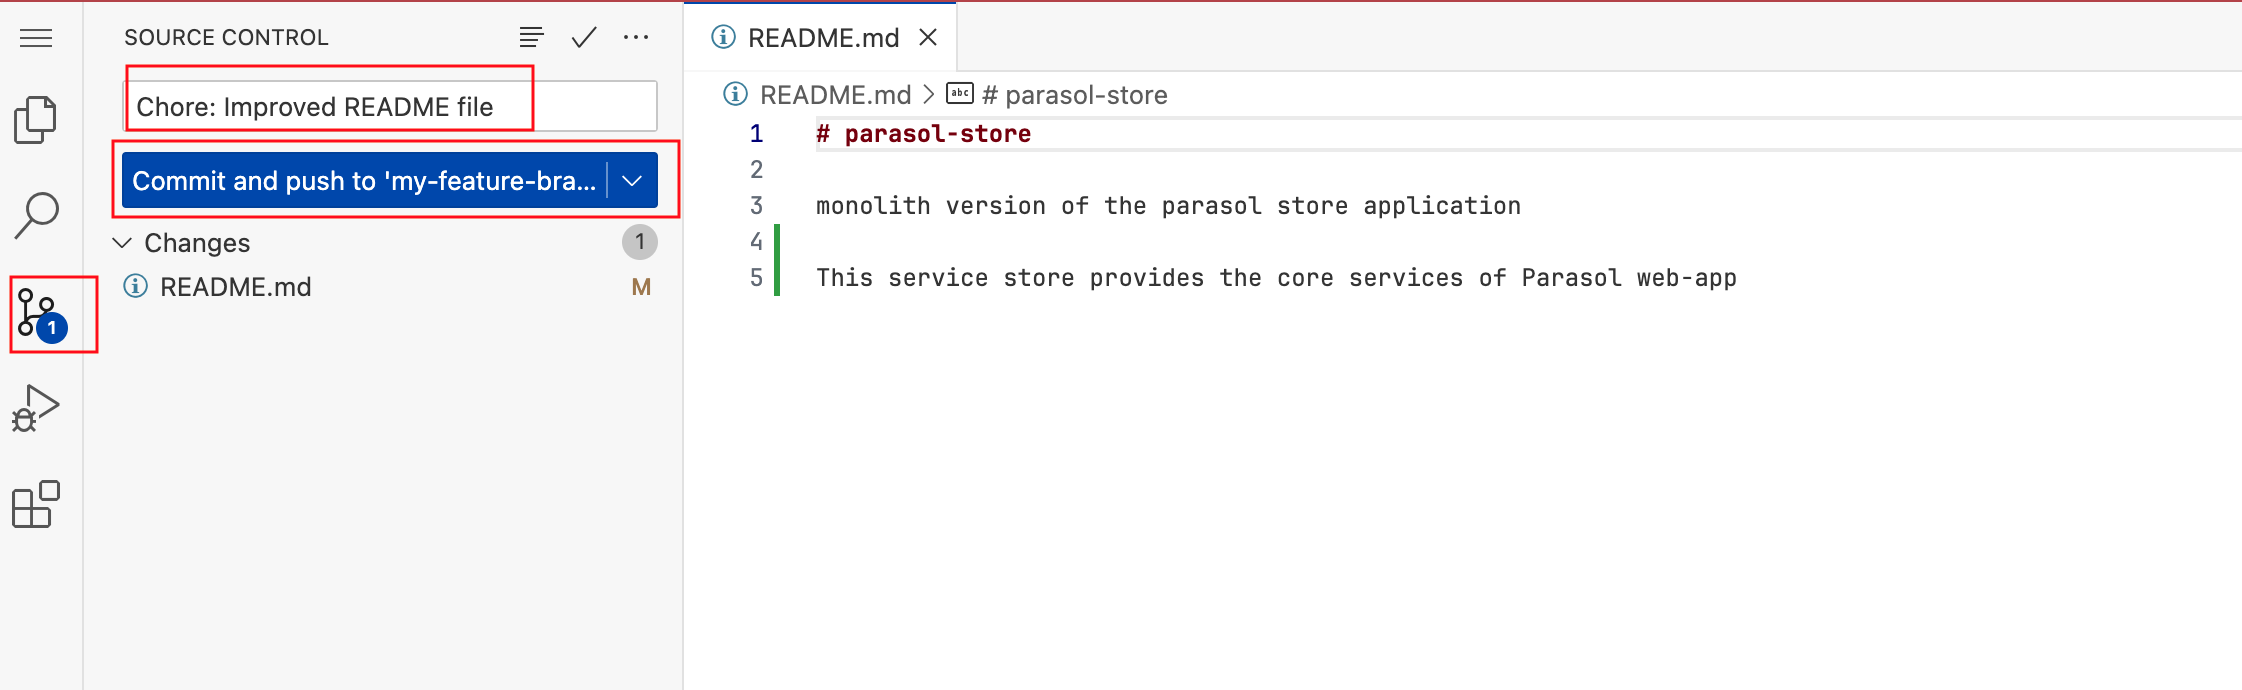 SOURCE CONTROL
Chore: Improved README file
Commit and push to 'my-feature-bra...
Changes 1
README.md M
1
README.md
README.md > abc # parasol-store
1 # parasol-store
2
3 monolith version of the parasol store application
4
5 This service store provides the core services of Parasol web-app